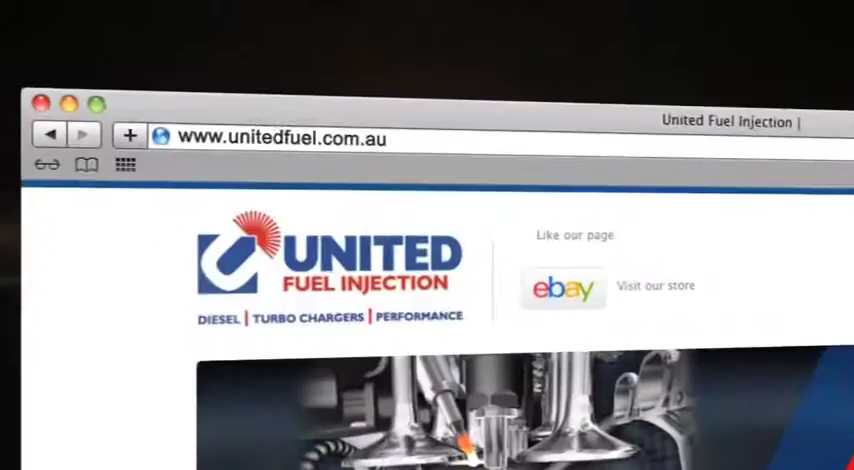 United Fuel Injection |
www.unitedfuel.com.au
UNITED
FUEL INJECTION
DIESEL | TURBO CHARGERS | PERFORMANCE
Like our page
ebay
Visit our store